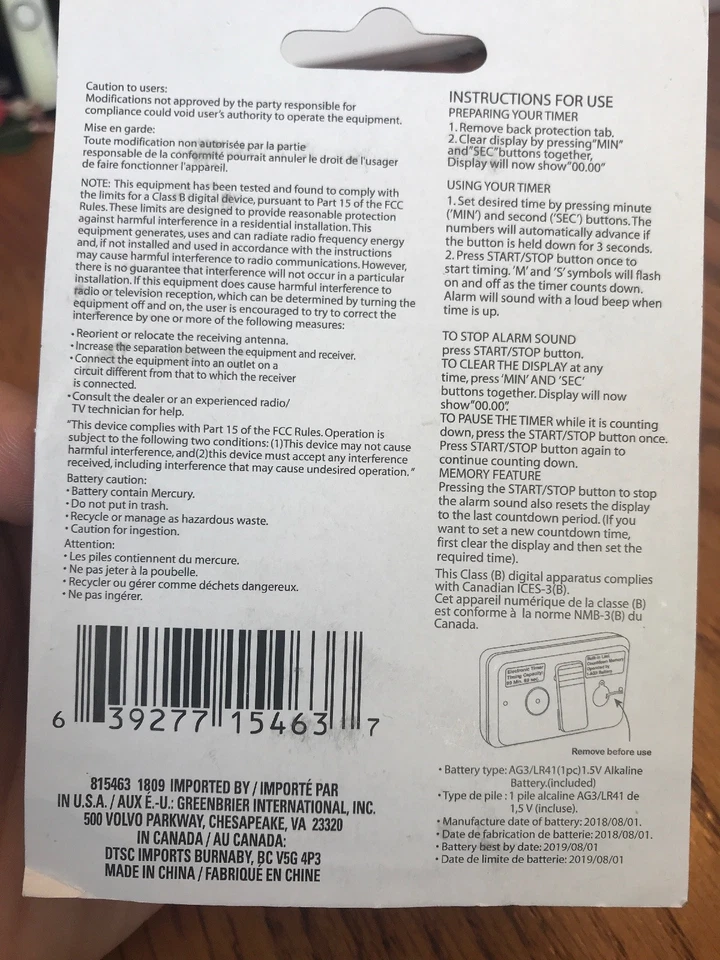 Caution to users:
Modifications not approved by the party responsible for
compliance could void user's authority to operate the equipment.
Mise en garde:
Toute modification non autorisée par la partie
responsable de la conformité pourrait annuler le droit de l'usager
de faire fonctionner l'appareil.
NOTE: This equipment has been tested and found to comply with
the limits for a Class B digital device, pursuant to Part 15 of the FCC
Rules. These limits are designed to provide reasonable protection
against harmful interference in a residential installation. This
equipment generates, uses and can radiate radio frequency energy
and, if not installed and used in accordance with the instructions
may cause harmful interference to radio communications. However,
there is no guarantee that interference will not occur in a particular
installation. If this equipment does cause harmful interference to
radio or television reception, which can be determined by turning the
equipment off and on, the user is encouraged to try to correct the
interference by one or more of the following measures:
• Reorient or relocate the receiving antenna.
• Increase the separation between the equipment and receiver.
• Connect the equipment into an outlet on a
circuit different from that to which the receiver
is connected.
• Consult the dealer or an experienced radio/
TV technician for help.
"This device complies with Part 15 of the FCC Rules. Operation is
subject to the following two conditions: (1)This device may not cause
harmful interference, and(2)this device must accept any interference
received, including interference that may cause undesired operation. "
Battery caution:
• Battery contain Mercury.
• Do not put in trash.
• Recycle or manage as hazardous waste.
• Caution for ingestion.
Attention:
• Les piles contiennent du mercure.
• Ne pas jeter à la poubelle.
• Recycler ou gérer comme déchets dangereux.
• Ne pas ingérer.
6 39277 15463 7
815463 1809 IMPORTED BY / IMPORTÉ PAR
IN U.S.A. / AUX É.-U.: GREENBRIER INTERNATIONAL, INC.
500 VOLVO PARKWAY, CHESAPEAKE, VA 23320
IN CANADA / AU CANADA:
DTSC IMPORTS BURNABY, BC V5G 4P3
MADE IN CHINA / FABRIQUÉ EN CHINE
INSTRUCTIONS FOR USE
PREPARING YOUR TIMER
1. Remove back protection tab.
2. Clear display by pressing"MIN"
and"SEC"buttons together,
Display will now show"00.00"
USING YOUR TIMER
1. Set desired time by pressing minute
('MIN') and second ('SEC') buttons. The
numbers will automatically advance if
the button is held down for 3 seconds.
2. Press START/STOP button once to
start timing. 'M' and 'S' symbols will flash
on and off as the timer counts down.
Alarm will sound with a loud beep when
time is up.
TO STOP ALARM SOUND
press START/STOP button.
TO CLEAR THE DISPLAY at any
time, press 'MIN' AND 'SEC'
buttons together. Display will now
show"00.00".
TO PAUSE THE TIMER while it is counting
down, press the START/STOP button once.
Press START/STOP button again to
continue counting down.
MEMORY FEATURE
Pressing the START/STOP button to stop
the alarm sound also resets the display
to the last countdown period. (If you
want to set a new countdown time,
first clear the display and then set the
required time).
This Class (B) digital apparatus complies
with Canadian ICES-3(B).
Cet appareil numérique de la classe (B)
est conforme à la norme NMB-3(B) du
Canada.
Electronic Timer
Timing Capacity:
99 Min. 59 sec.
Built-in Last
Countdown Memory
Operated by
LR41 Battery
Remove before use
• Battery type: AG3/LR41(1pc)1.5V Alkaline
Battery.(included)
• Type de pile : 1 pile alcaline AG3/LR41 de
1,5 V (incluse).
• Manufacture date of battery: 2018/08/01.
• Date de fabrication de batterie: 2018/08/01.
• Battery best by date: 2019/08/01
• Date de limite de batterie: 2019/08/01